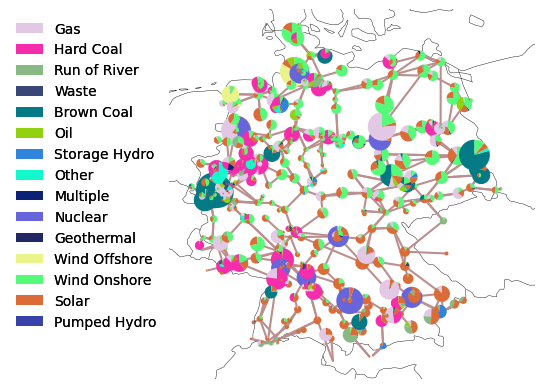 Gas
Hard Coal
Run of River
Waste
Brown Coal
Oil
Storage Hydro
Other
Multiple
Nuclear
Geothermal
Wind Offshore
Wind Onshore
Solar
Pumped Hydro